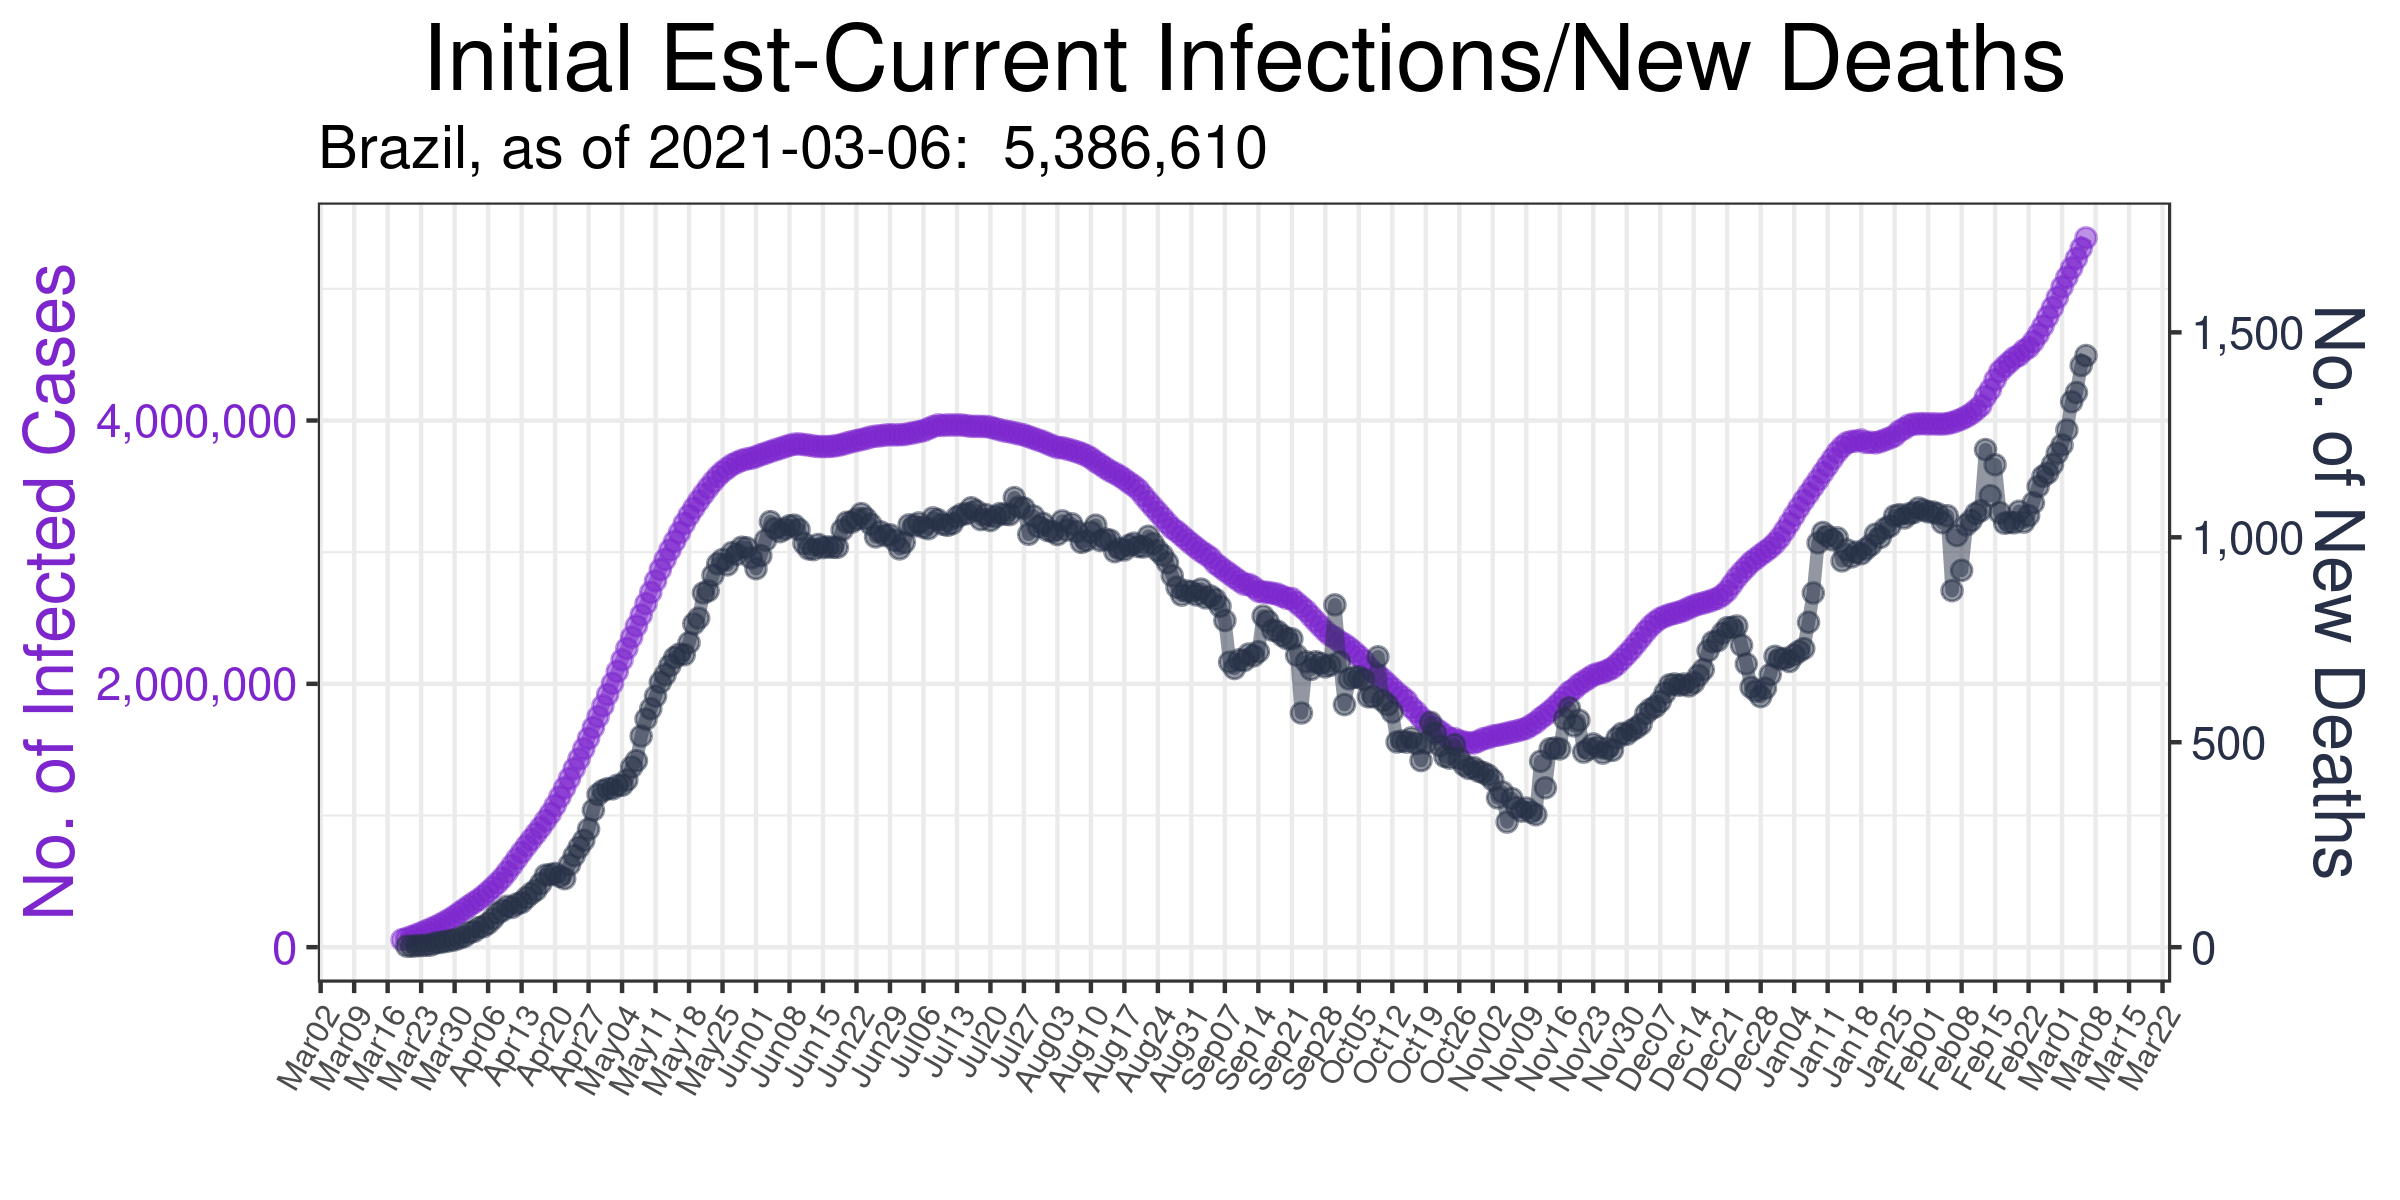 Initial Est-Current Infections/New Deaths
Brazil, as of 2021-03-06:  5,386,610
No. of Infected Cases
4,000,000
2,000,000
0
1,500
1,000
500
0
No. of New Deaths
Mar02
Mar09
Mar16
Mar23
Mar30
Apr06
Apr13
Apr20
Apr27
May04
May11
May18
May25
Jun01
Jun08
Jun15
Jun22
Jun29
Jul06
Jul13
Jul20
Jul27
Aug03
Aug10
Aug17
Aug24
Aug31
Sep07
Sep14
Sep21
Sep28
Oct05
Oct12
Oct19
Oct26
Nov02
Nov09
Nov16
Nov23
Nov30
Dec07
Dec14
Dec21
Dec28
Jan04
Jan11
Jan18
Jan25
Feb01
Feb08
Feb15
Feb22
Mar01
Mar08
Mar15
Mar22